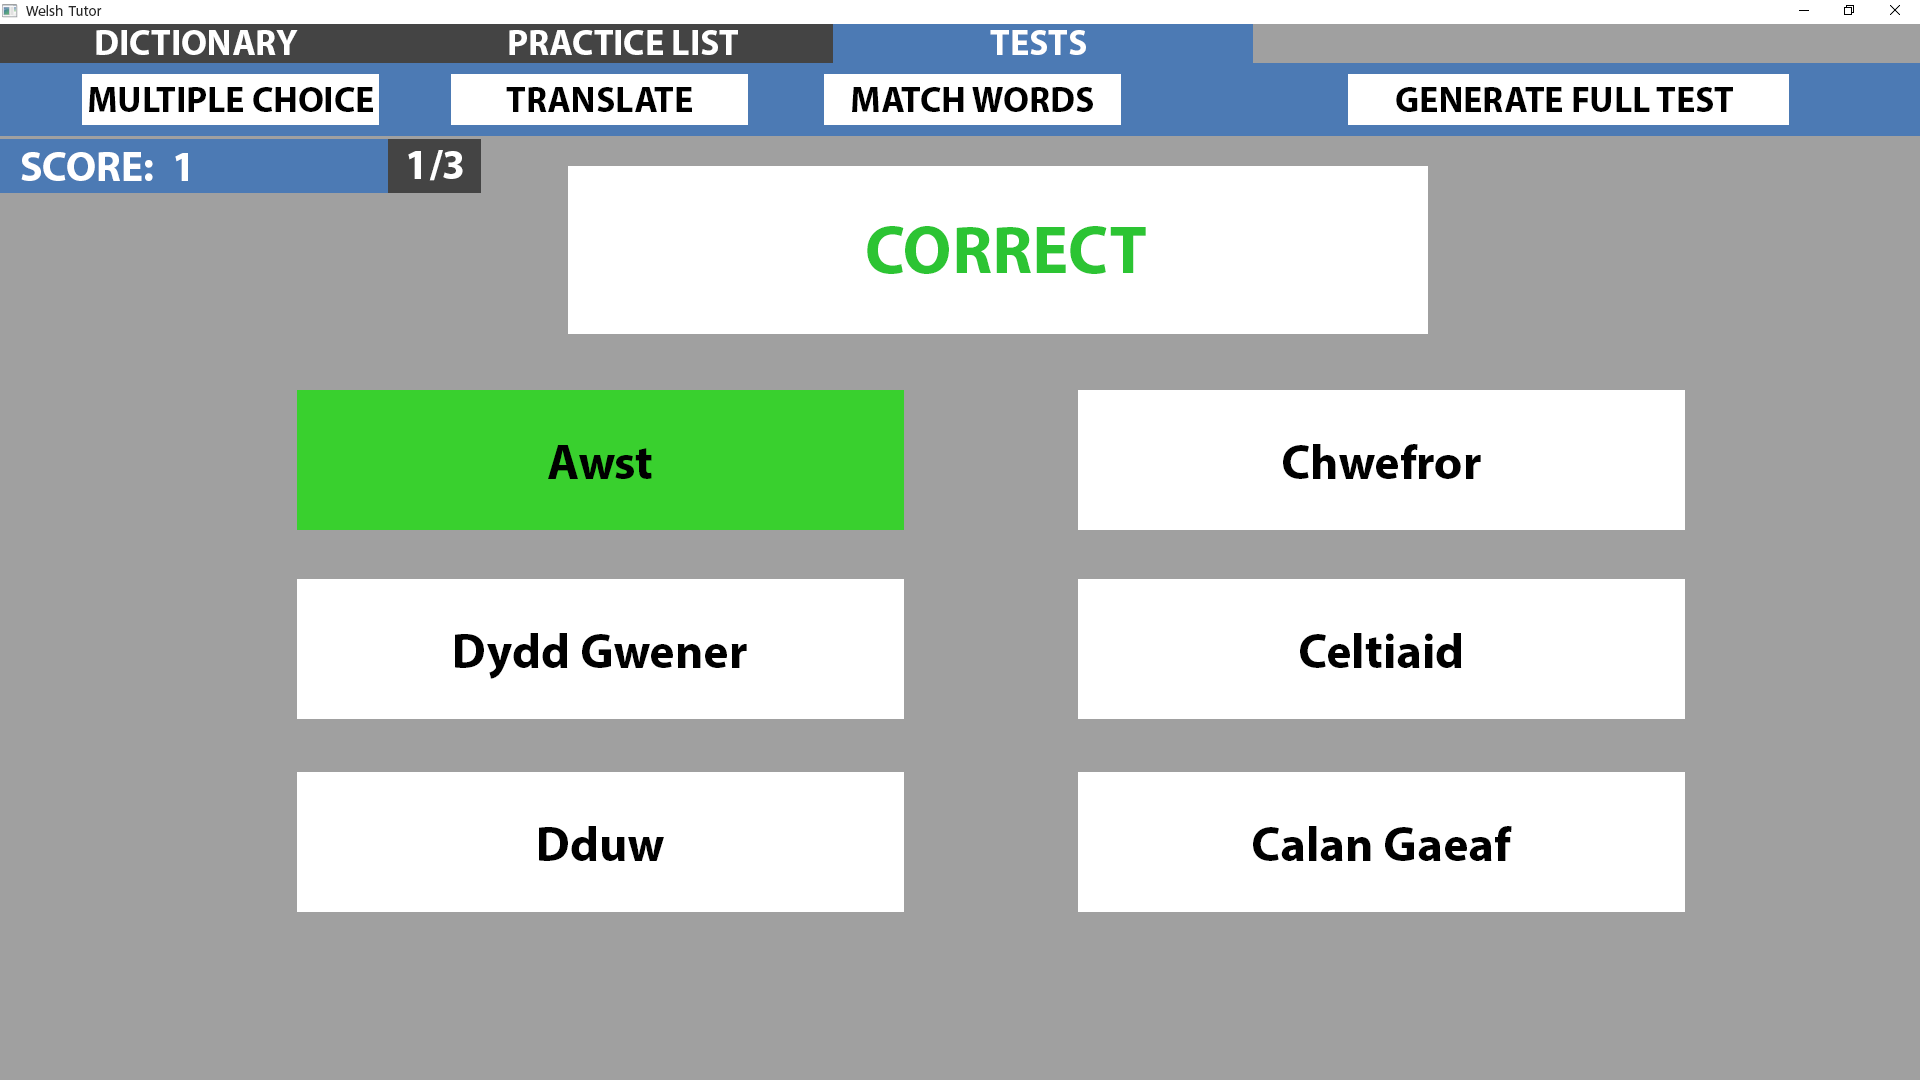 Welsh Tutor
DICTIONARY PRACTICE LIST TESTS
MULTIPLE CHOICE TRANSLATE MATCH WORDS GENERATE FULL TEST
SCORE: 1 1/3
CORRECT
Awst Chwefror
Dydd Gwener Celtiaid
Dduw Calan Gaeaf